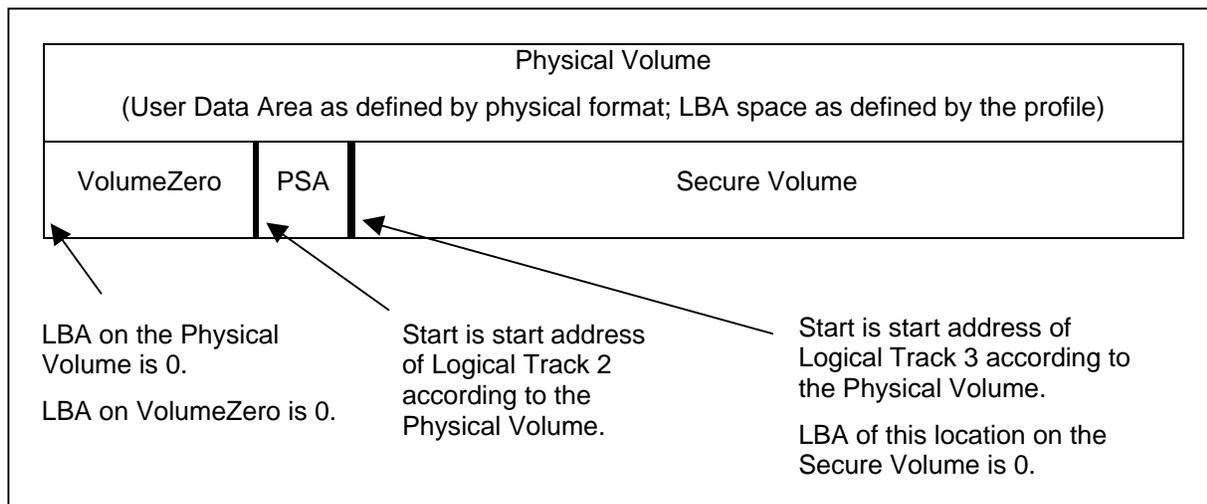 Physical Volume
(User Data Area as defined by physical format; LBA space as defined by the profile)
VolumeZero
PSA
Secure Volume
LBA on the Physical
Volume is 0.
LBA on VolumeZero is 0.
Start is start address
of Logical Track 2
according to the
Physical Volume.
Start is start address of
Logical Track 3 according to
the Physical Volume.
LBA of this location on the
Secure Volume is 0.